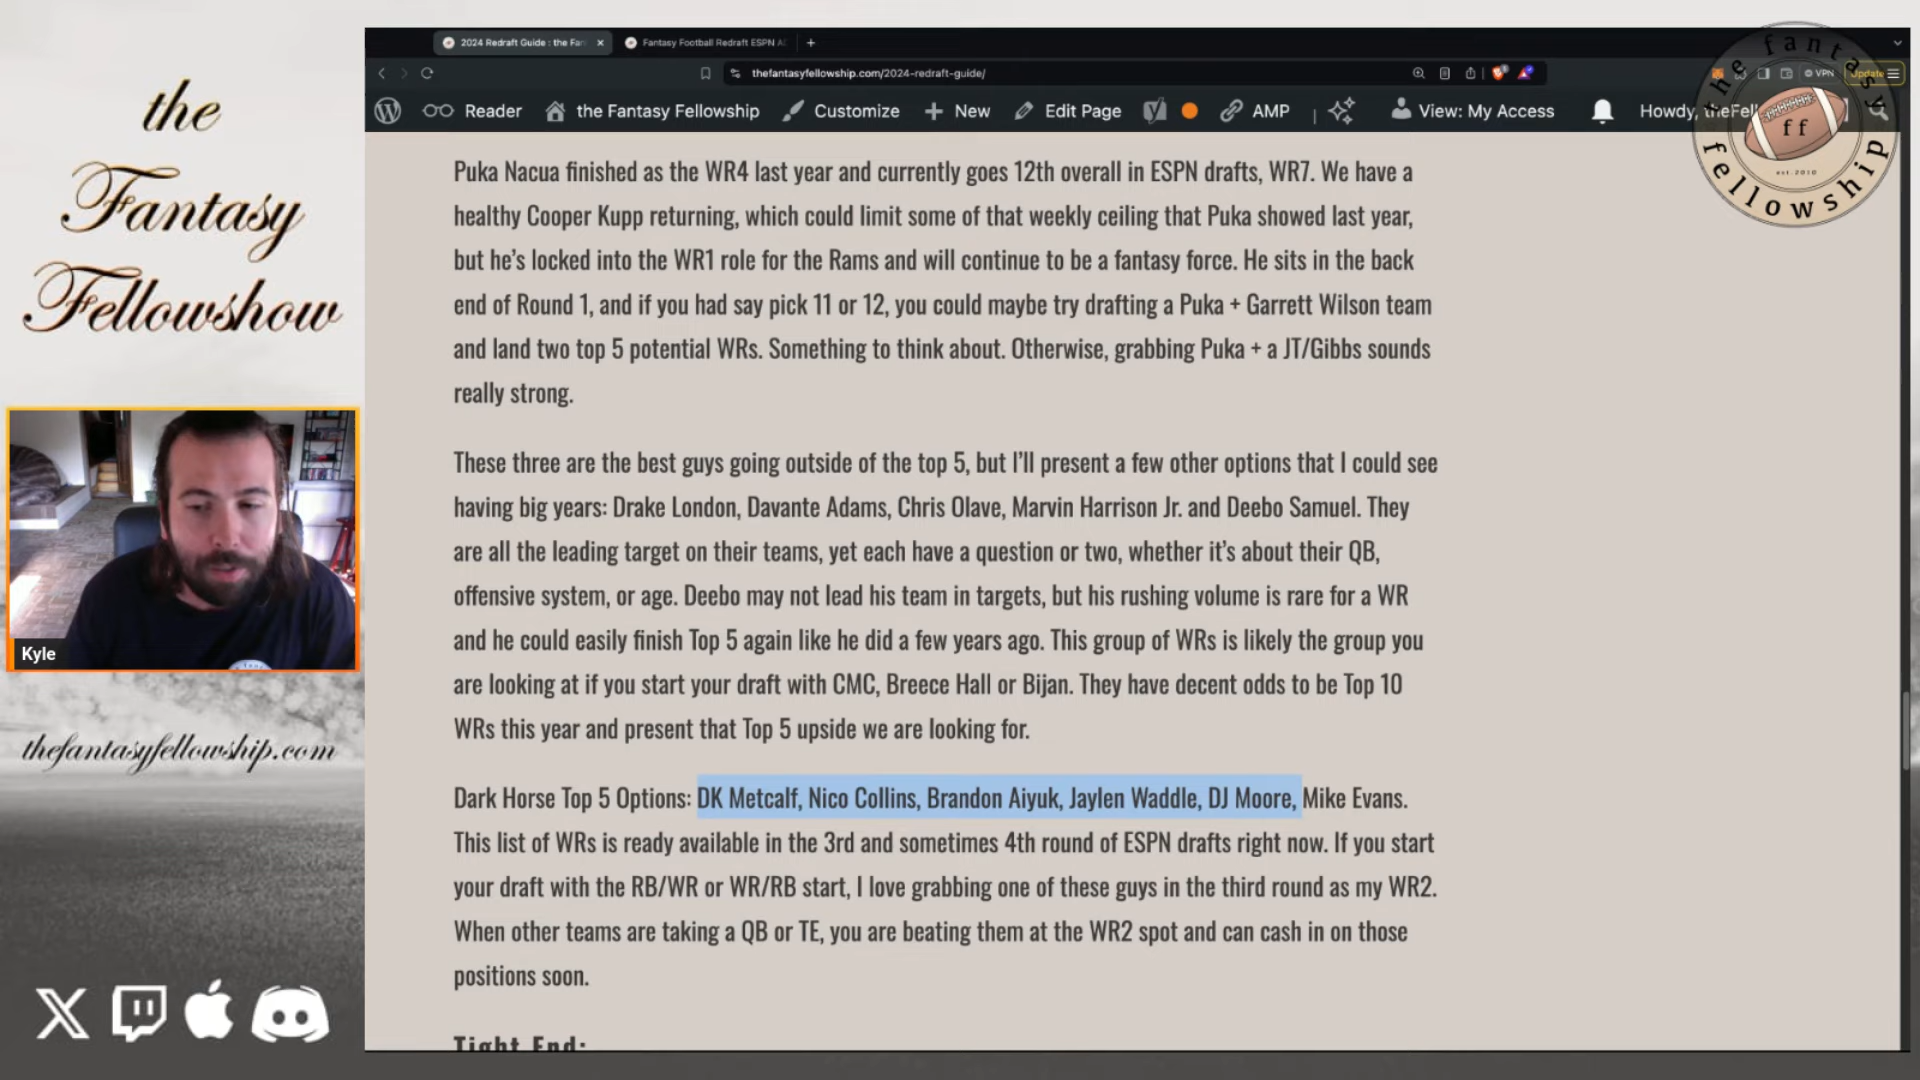 the
Fantasy
Fellowshow
Kyle
thefantasyfellowship.com
2024 Redraft Guide : the Fan
Fantasy Football Redraft ESPN A
thefantasyfellowship.com/2024-redraft-guide/
VPN
Update
Reader
the Fantasy Fellowship
Customize
New
Edit Page
AMP
View: My Access
Howdy, theFell
the fantasy
ff
est. 2010
fellowship
Puka Nacua finished as the WR4 last year and currently goes 12th overall in ESPN drafts, WR7. We have a
healthy Cooper Kupp returning, which could limit some of that weekly ceiling that Puka showed last year,
but he’s locked into the WR1 role for the Rams and will continue to be a fantasy force. He sits in the back
end of Round 1, and if you had say pick 11 or 12, you could maybe try drafting a Puka + Garrett Wilson team
and land two top 5 potential WRs. Something to think about. Otherwise, grabbing Puka + a JT/Gibbs sounds
really strong.
These three are the best guys going outside of the top 5, but I’ll present a few other options that I could see
having big years: Drake London, Davante Adams, Chris Olave, Marvin Harrison Jr. and Deebo Samuel. They
are all the leading target on their teams, yet each have a question or two, whether it’s about their QB,
offensive system, or age. Deebo may not lead his team in targets, but his rushing volume is rare for a WR
and he could easily finish Top 5 again like he did a few years ago. This group of WRs is likely the group you
are looking at if you start your draft with CMC, Breece Hall or Bijan. They have decent odds to be Top 10
WRs this year and present that Top 5 upside we are looking for.
Dark Horse Top 5 Options: DK Metcalf, Nico Collins, Brandon Aiyuk, Jaylen Waddle, DJ Moore, Mike Evans.
This list of WRs is ready available in the 3rd and sometimes 4th round of ESPN drafts right now. If you start
your draft with the RB/WR or WR/RB start, I love grabbing one of these guys in the third round as my WR2.
When other teams are taking a QB or TE, you are beating them at the WR2 spot and can cash in on those
positions soon.
Tight End: